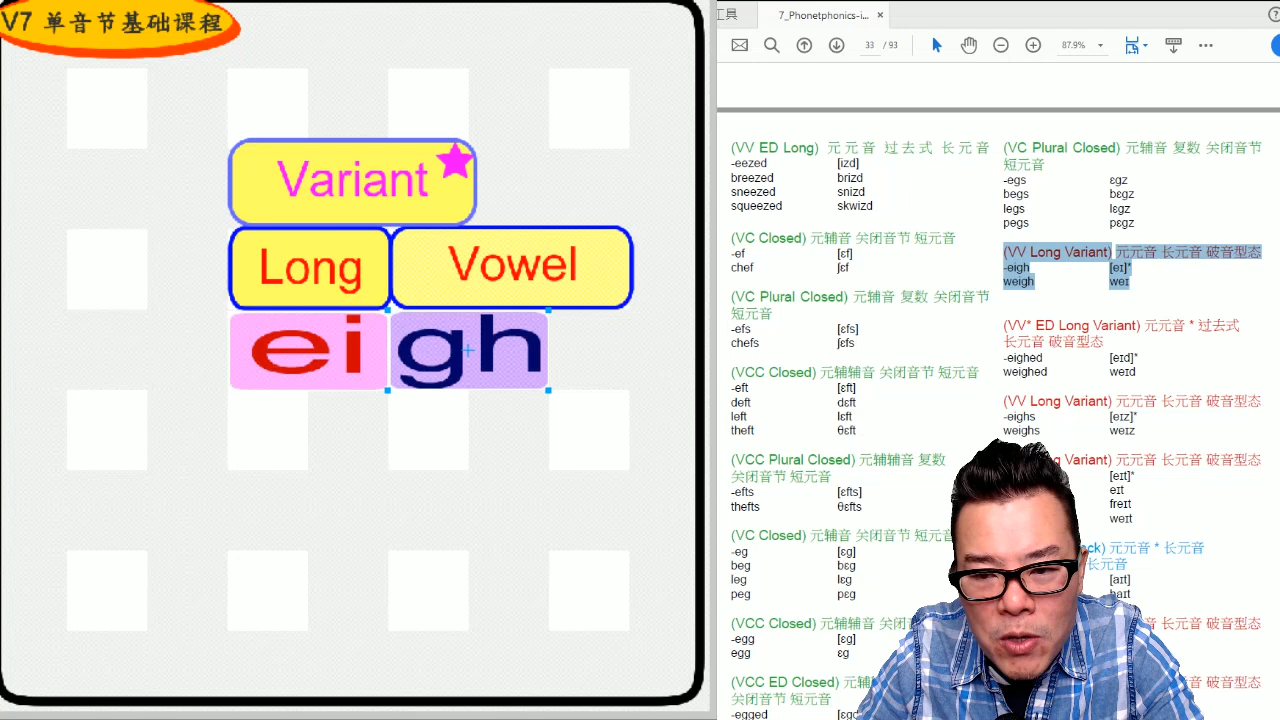 V7 单音节基础课程
Variant
Long Vowel
ei gh
工具
7_Phonetphonics-i... ×
33 / 93
87.9%
(VV ED Long) 元元音 过去式 长元音
-eezed [izd]
breezed brizd
sneezed snizd
squeezed skwizd
(VC Closed) 元辅音 关闭音节 短元音
-ef [ɛf]
chef ʃɛf
(VC Plural Closed) 元辅音 复数 关闭音节
短元音
-efs [ɛfs]
chefs ʃɛfs
(VCC Closed) 元辅辅音 关闭音节 短元音
-eft [ɛft]
deft dɛft
left lɛft
theft θɛft
(VCC Plural Closed) 元辅辅音 复数
关闭音节 短元音
-efts [ɛfts]
thefts θɛfts
(VC Closed) 元辅音 关闭音节 短元
-eg [ɛg]
beg bɛg
leg lɛg
peg pɛg
(VCC Closed) 元辅辅音 关闭
-egg [ɛg]
egg ɛg
(VCC ED Closed) 元辅
关闭音节 短元音
-egged [ɛgd
(VC Plural Closed) 元辅音 复数 关闭音节
短元音
-egs ɛgz
begs bɛgz
legs lɛgz
pegs pɛgz
(VV Long Variant) 元元音 长元音 破音型态
-eigh [eɪ]*
weigh weɪ
(VV* ED Long Variant) 元元音 * 过去式
长元音 破音型态
-eighed [eɪd]*
weighed weɪd
(VV Long Variant) 元元音 长元音 破音型态
-eighs [eɪz]*
weighs weɪz
Variant) 元元音 长元音 破音型态
[eɪt]*
eɪt
freɪt
weɪt
ck) 元元音 * 长元音
长元音
[aɪt]
haɪt
音 长元音 破音型态
音 长元音 破音型态